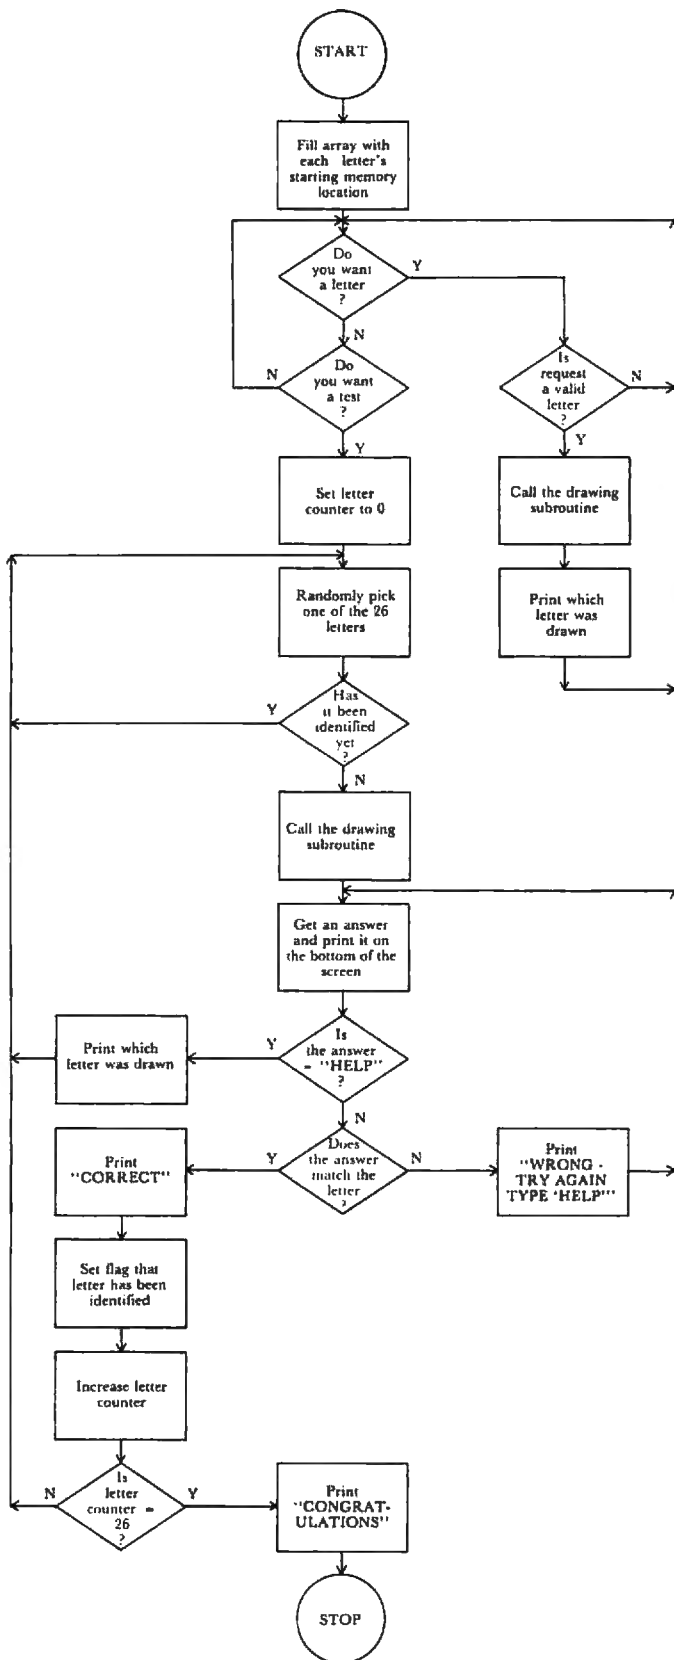 START
Fill array with
each letter's
starting memory
location
Do
you want
a letter
?
Y
N
Do
you want
a test
?
N
Y
Is
request
a valid
letter
?
N
Y
Set letter
counter to 0
Call the drawing
subroutine
Randomly pick
one of the 26
letters
Print which
letter was
drawn
Has
it been
identified
yet
?
Y
N
Call the drawing
subroutine
Get an answer
and print it on
the bottom of the
screen
Is
the answer
= "HELP"
?
Y
N
Print which
letter was drawn
Does
the answer
match the
letter
?
Y
N
Print
"CORRECT"
Print
"WRONG -
TRY AGAIN
TYPE 'HELP'"
Set flag that
letter has been
identified
Increase letter
counter
Is
letter
counter =
26
?
N
Y
Print
"CONGRAT-
ULATIONS"
STOP